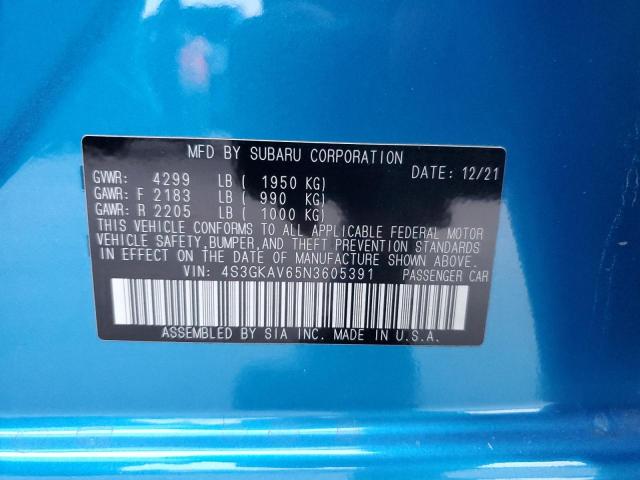 MFD BY SUBARU CORPORATION DATE: 12/21
GVWR: 4299 LB ( 1950 KG)
GAWR: F 2183 LB ( 990 KG)
GAWR: R 2205 LB ( 1000 KG)
THIS VEHICLE CONFORMS TO ALL APPLICABLE FEDERAL MOTOR
VEHICLE SAFETY, BUMPER, AND THEFT PREVENTION STANDARDS
IN EFFECT ON THE DATE OF MANUFACTURE SHOWN ABOVE.
VIN: 4S3GKAV65N3605391 PASSENGER CAR
ASSEMBLED BY SIA INC. MADE IN U.S.A.